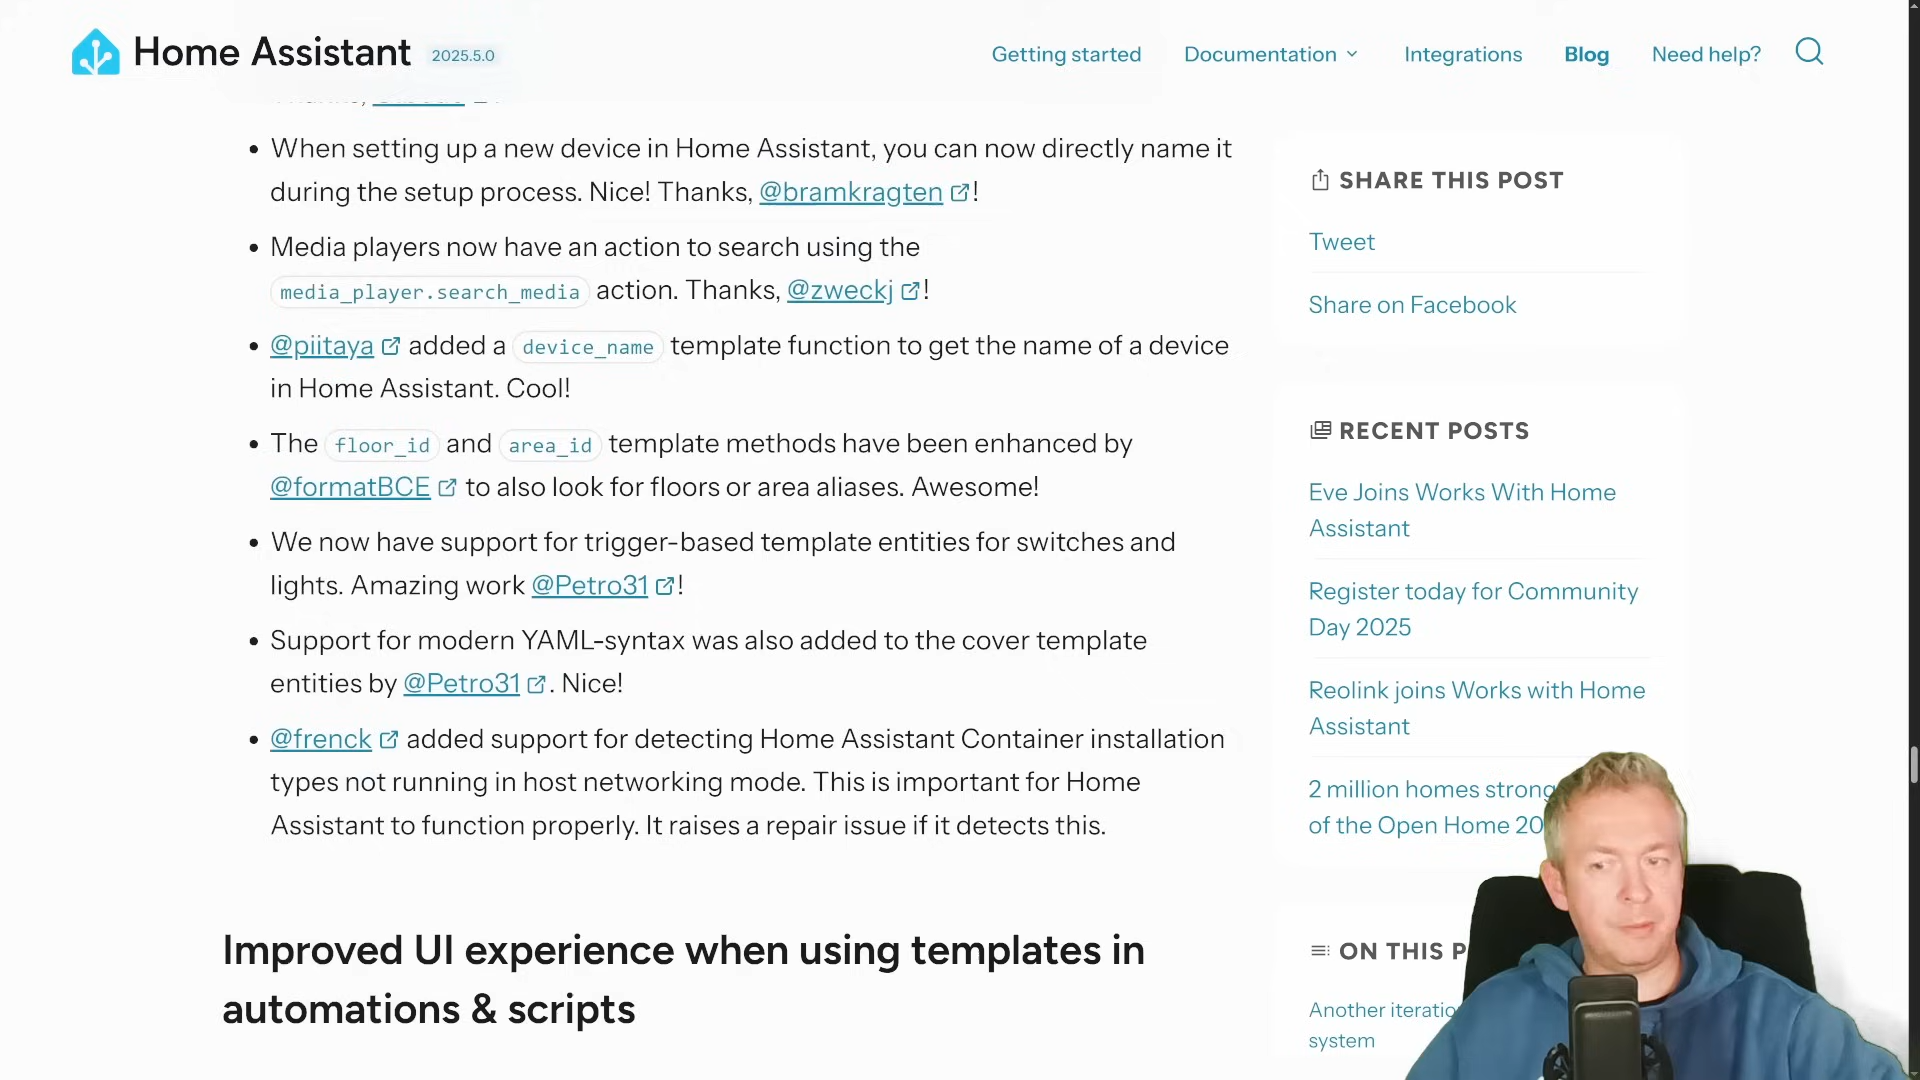 Home Assistant 2025.5.0
Getting started Documentation Integrations Blog Need help?
When setting up a new device in Home Assistant, you can now directly name it
during the setup process. Nice! Thanks, @bramkragten!
Media players now have an action to search using the
media_player.search_media action. Thanks, @zweckj!
@piitaya added a device_name template function to get the name of a device
in Home Assistant. Cool!
The floor_id and area_id template methods have been enhanced by
@formatBCE to also look for floors or area aliases. Awesome!
We now have support for trigger-based template entities for switches and
lights. Amazing work @Petro31!
Support for modern YAML-syntax was also added to the cover template
entities by @Petro31. Nice!
@frenck added support for detecting Home Assistant Container installation
types not running in host networking mode. This is important for Home
Assistant to function properly. It raises a repair issue if it detects this.
Improved UI experience when using templates in
automations & scripts
SHARE THIS POST
Tweet
Share on Facebook
RECENT POSTS
Eve Joins Works With Home
Assistant
Register today for Community
Day 2025
Reolink joins Works with Home
Assistant
2 million homes strong
of the Open Home 20
ON THIS P
Another iteratio
system